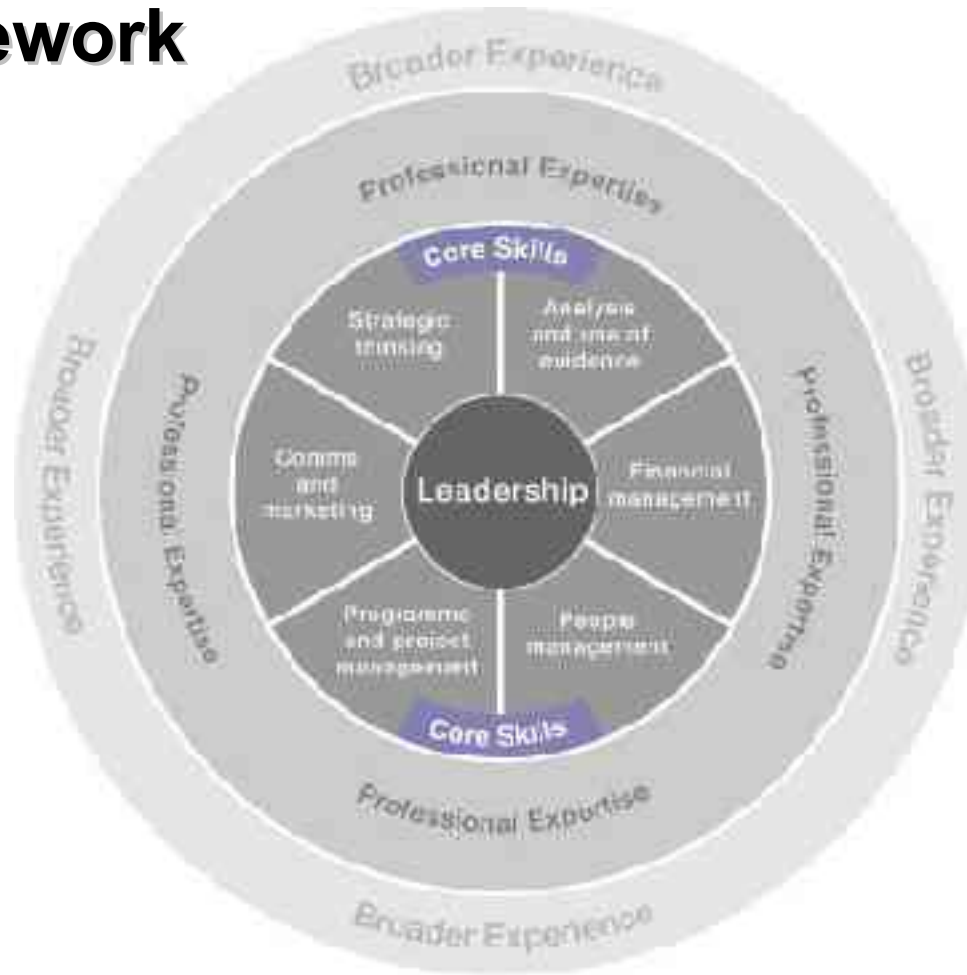 ework
Broader Experience
Professional Expertise
Core Skills
Strategic
thinking
Analysis
and use of
evidence
Broader Experience
Professional Expertise
Comms
and
marketing
Leadership
Financial
management
Professional Expertise
Broader Experience
Programme
and project
management
People
management
Core Skills
Professional Expertise
Broader Experience